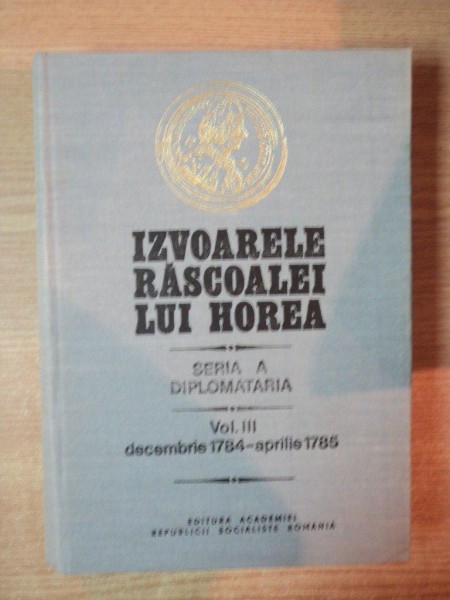 IZVOARELE
RĂSCOALEI
LUI HOREA
SERIA A
DIPLOMATARIA
Vol. III
decembrie 1784-aprilie 1785
EDITURA ACADEMIEI
REPUBLICII SOCIALISTE ROMÂNIA